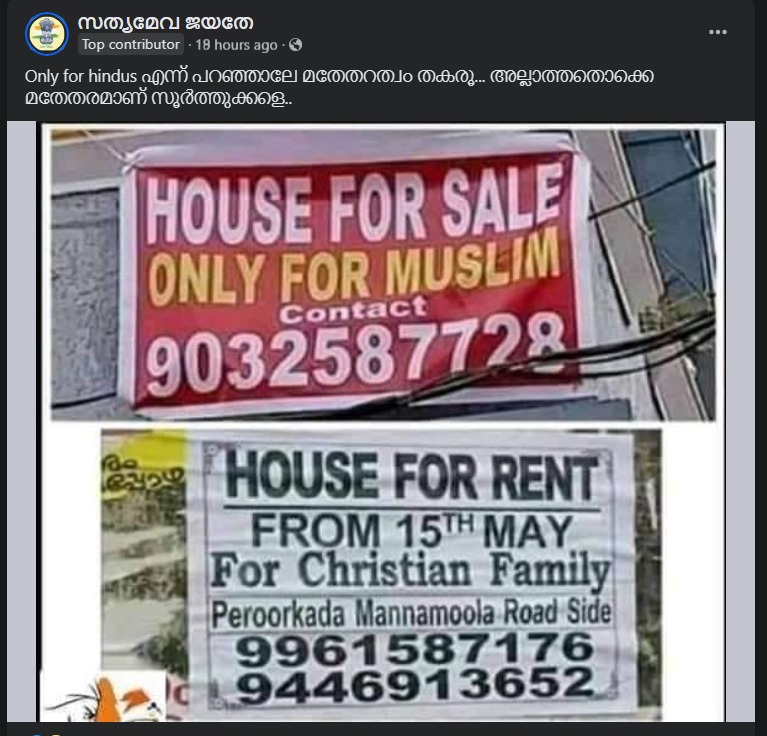 സത്യമേവ ജയതേ
Top contributor · 18 hours ago ·
Only for hindus എന്ന് പറഞ്ഞാലേ മതേതറത്വം തകരൂ... അല്ലാത്തതൊക്കെ
മതേതരമാണ് സൂർത്തുക്കളെ..
HOUSE FOR SALE
ONLY FOR MUSLIM
Contact
9032587728
HOUSE FOR RENT
FROM 15TH MAY
For Christian Family
Peroorkada Mannamoola Road Side
9961587176
9446913652